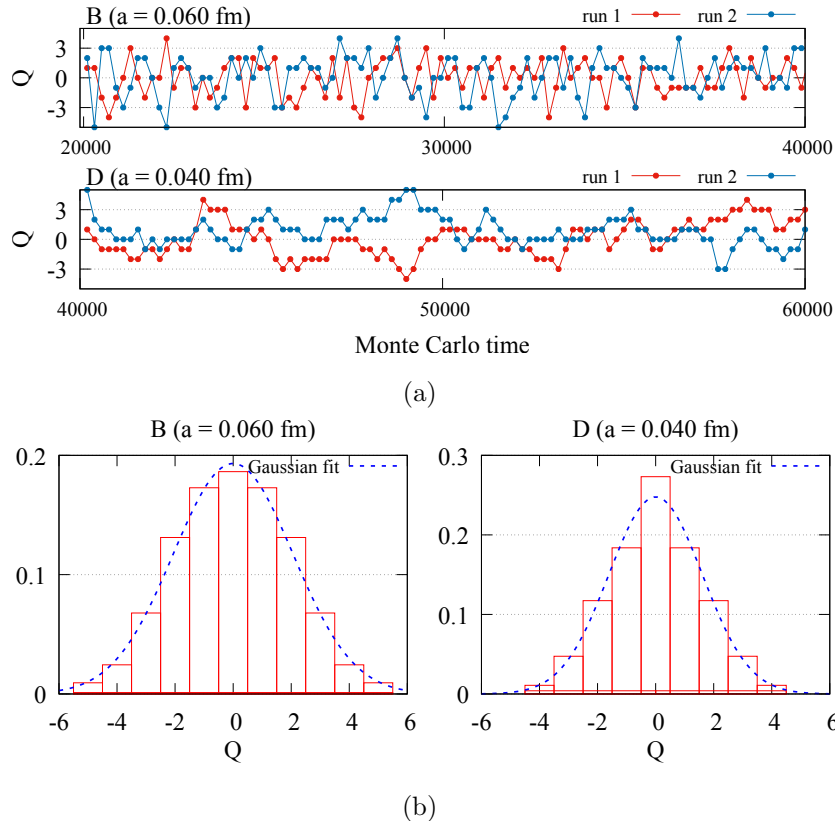 B (a = 0.060 fm) run 1 run 2
3
0
-3
Q
20000 30000 40000
D (a = 0.040 fm) run 1 run 2
3
0
-3
Q
40000 50000 60000
Monte Carlo time
(a)
B (a = 0.060 fm) D (a = 0.040 fm)
Gaussian fit Gaussian fit
0.2
0.1
0
-6 -4 -2 0 2 4 6
Q
0.3
0.2
0.1
0
-6 -4 -2 0 2 4 6
Q
(b)